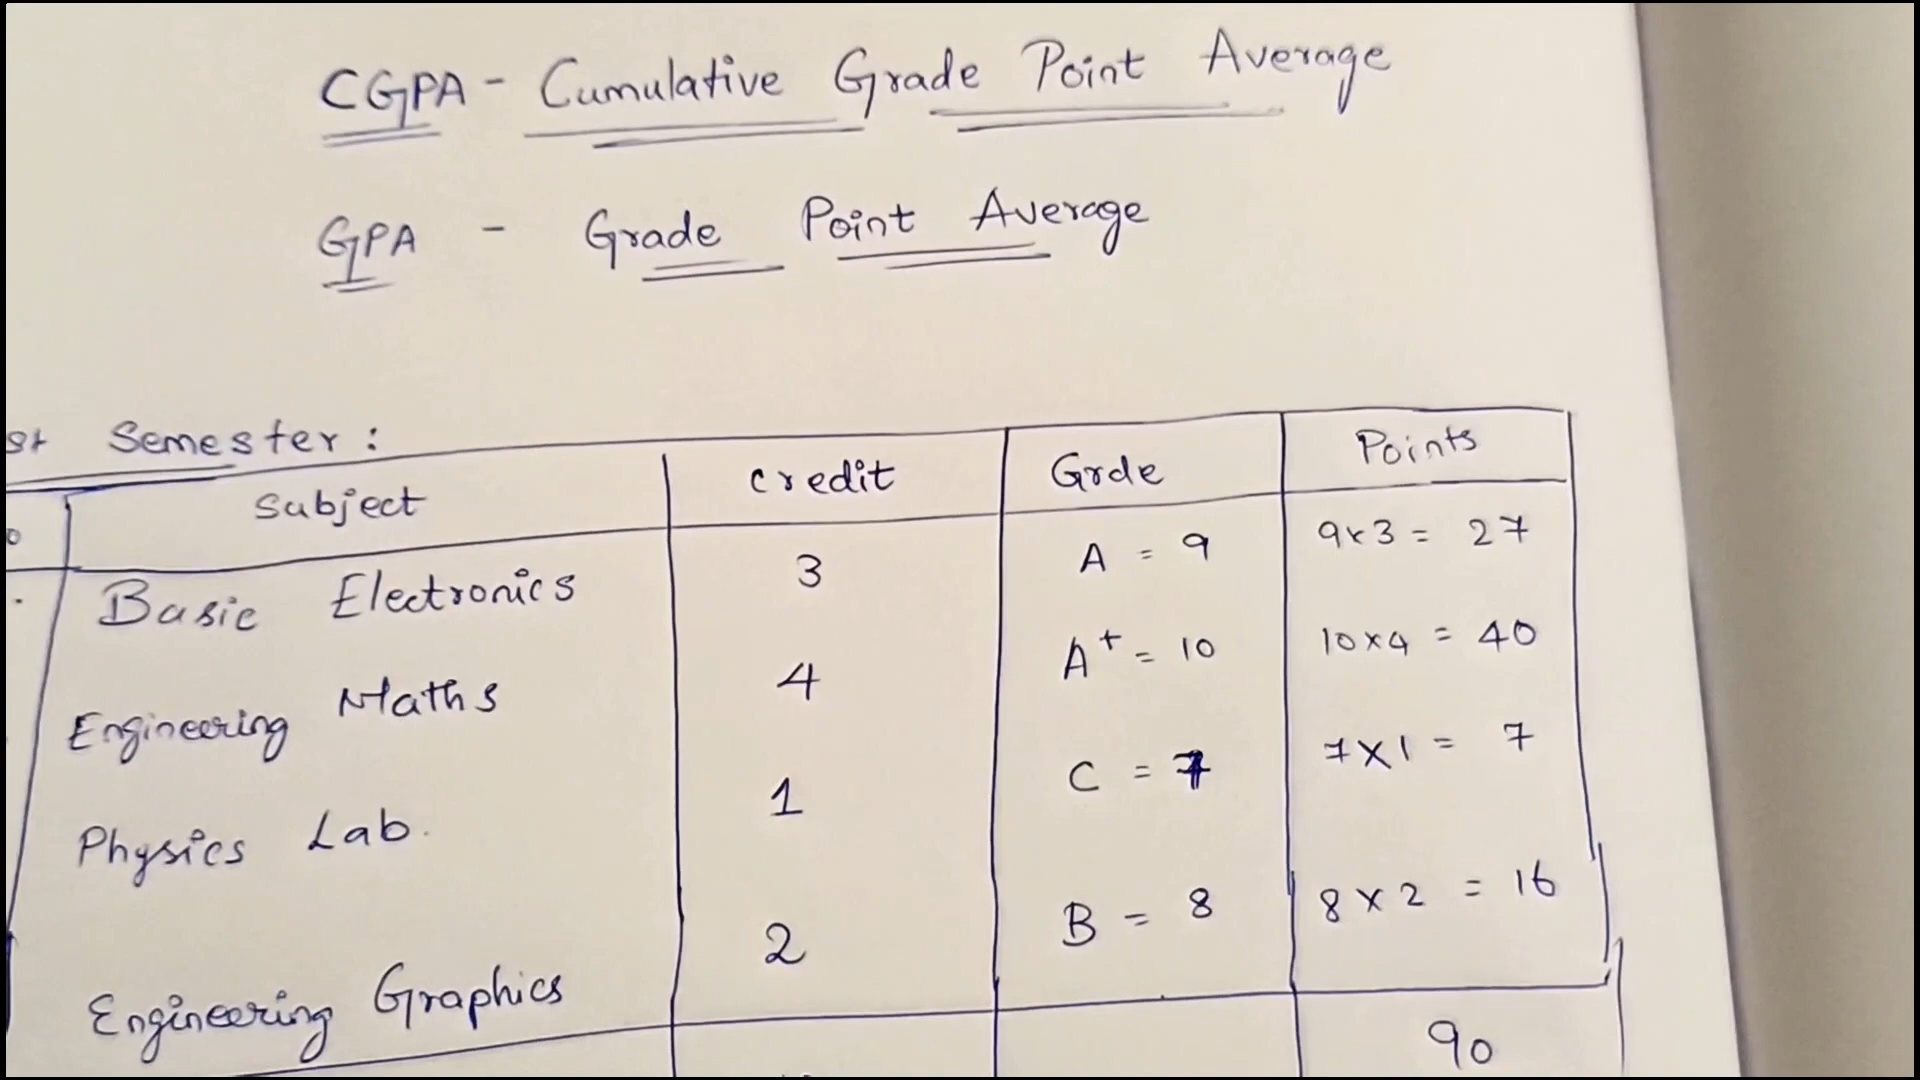 CGPA - Cumulative Grade Point Average
GPA - Grade Point Average
st Semester:
Subject credit Grde Points
Basic Electronics 3 A = 9 9x3 = 27
Engineering Maths 4 A+ = 10 10x4 = 40
Physics Lab. 1 C = 7 7X1 = 7
Engineering Graphics 2 B = 8 8X2 = 16
90